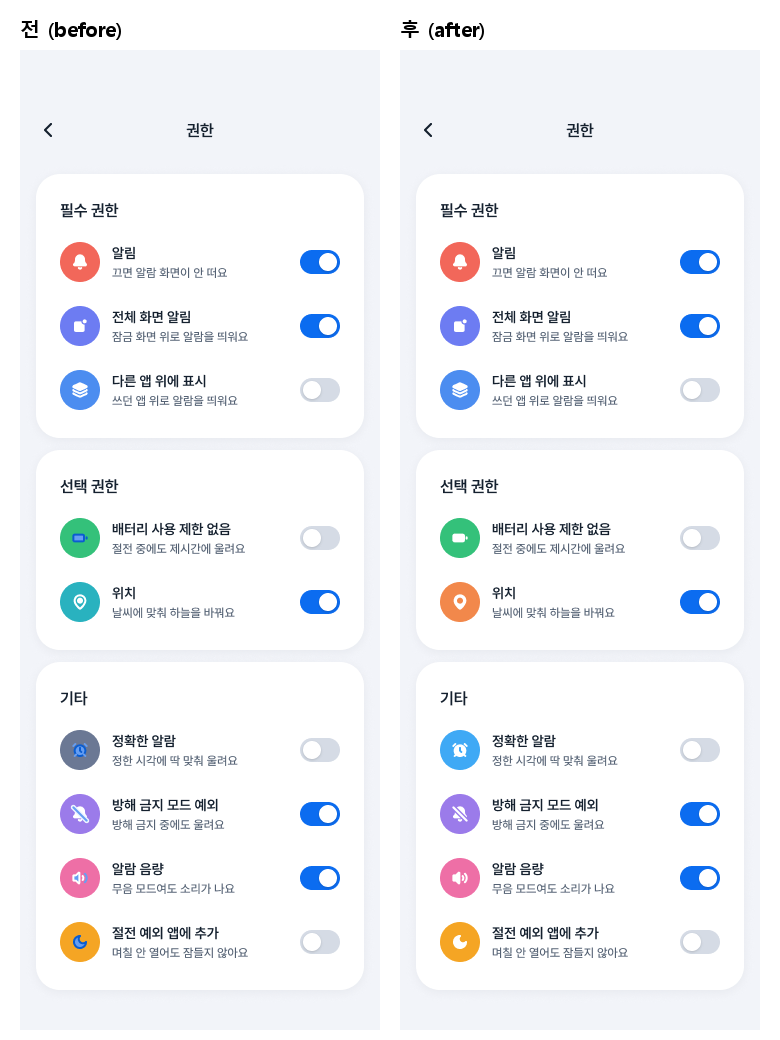 전 (before)
권한
필수 권한
알림
끄면 알람 화면이 안 떠요
전체 화면 알림
잠금 화면 위로 알람을 띄워요
다른 앱 위에 표시
쓰던 앱 위로 알람을 띄워요
선택 권한
배터리 사용 제한 없음
절전 중에도 제시간에 울려요
위치
날씨에 맞춰 하늘을 바꿔요
기타
정확한 알람
정한 시각에 딱 맞춰 울려요
방해 금지 모드 예외
방해 금지 중에도 울려요
알람 음량
무음 모드여도 소리가 나요
절전 예외 앱에 추가
며칠 안 열어도 잠들지 않아요
후 (after)
권한
필수 권한
알림
끄면 알람 화면이 안 떠요
전체 화면 알림
잠금 화면 위로 알람을 띄워요
다른 앱 위에 표시
쓰던 앱 위로 알람을 띄워요
선택 권한
배터리 사용 제한 없음
절전 중에도 제시간에 울려요
위치
날씨에 맞춰 하늘을 바꿔요
기타
정확한 알람
정한 시각에 딱 맞춰 울려요
방해 금지 모드 예외
방해 금지 중에도 울려요
알람 음량
무음 모드여도 소리가 나요
절전 예외 앱에 추가
며칠 안 열어도 잠들지 않아요